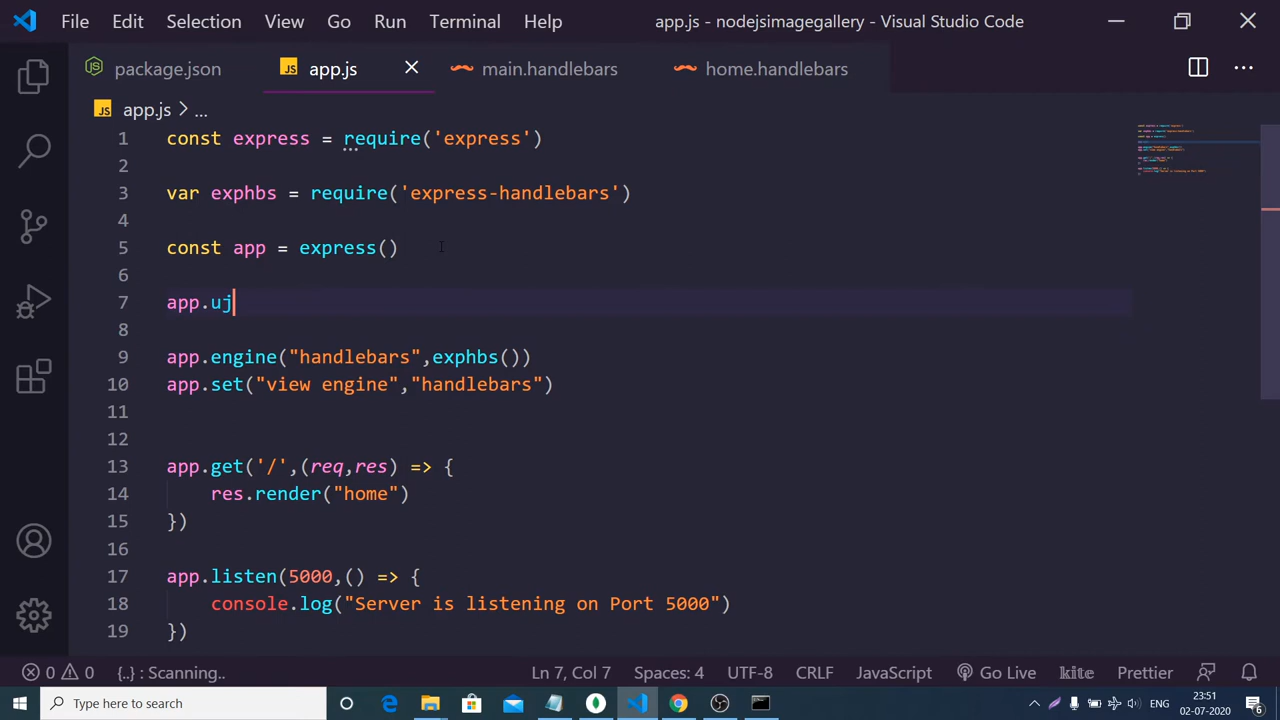 File Edit Selection View Go Run Terminal Help app.js - nodejsimagegallery - Visual Studio Code
package.json JS app.js main.handlebars home.handlebars
JS app.js > ...
1 const express = require('express')
2
3 var exphbs = require('express-handlebars')
4
5 const app = express()
6
7 app.uj
8
9 app.engine("handlebars",exphbs())
10 app.set("view engine","handlebars")
11
12
13 app.get('/',(req,res) => {
14 res.render("home")
15 })
16
17 app.listen(5000,() => {
18 console.log("Server is listening on Port 5000")
19 })
0 0 {..} : Scanning.. Ln 7, Col 7 Spaces: 4 UTF-8 CRLF JavaScript Go Live kite Prettier
Type here to search ENG 23:51
02-07-2020 6